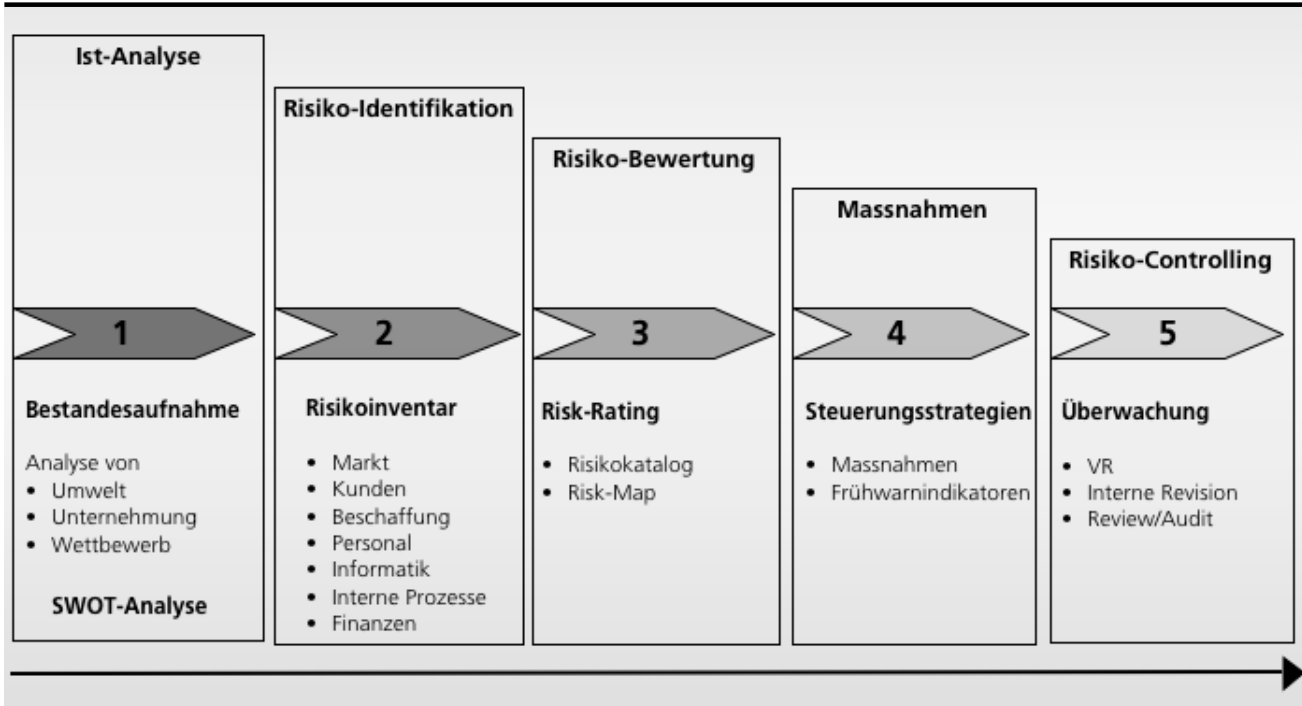 Ist-Analyse
1
Bestandesaufnahme
Analyse von
• Umwelt
• Unternehmung
• Wettbewerb
SWOT-Analyse
Risiko-Identifikation
2
Risikoinventar
• Markt
• Kunden
• Beschaffung
• Personal
• Informatik
• Interne Prozesse
• Finanzen
Risiko-Bewertung
3
Risk-Rating
• Risikokatalog
• Risk-Map
Massnahmen
4
Steuerungsstrategien
• Massnahmen
• Frühwarnindikatoren
Risiko-Controlling
5
Überwachung
• VR
• Interne Revision
• Review/Audit